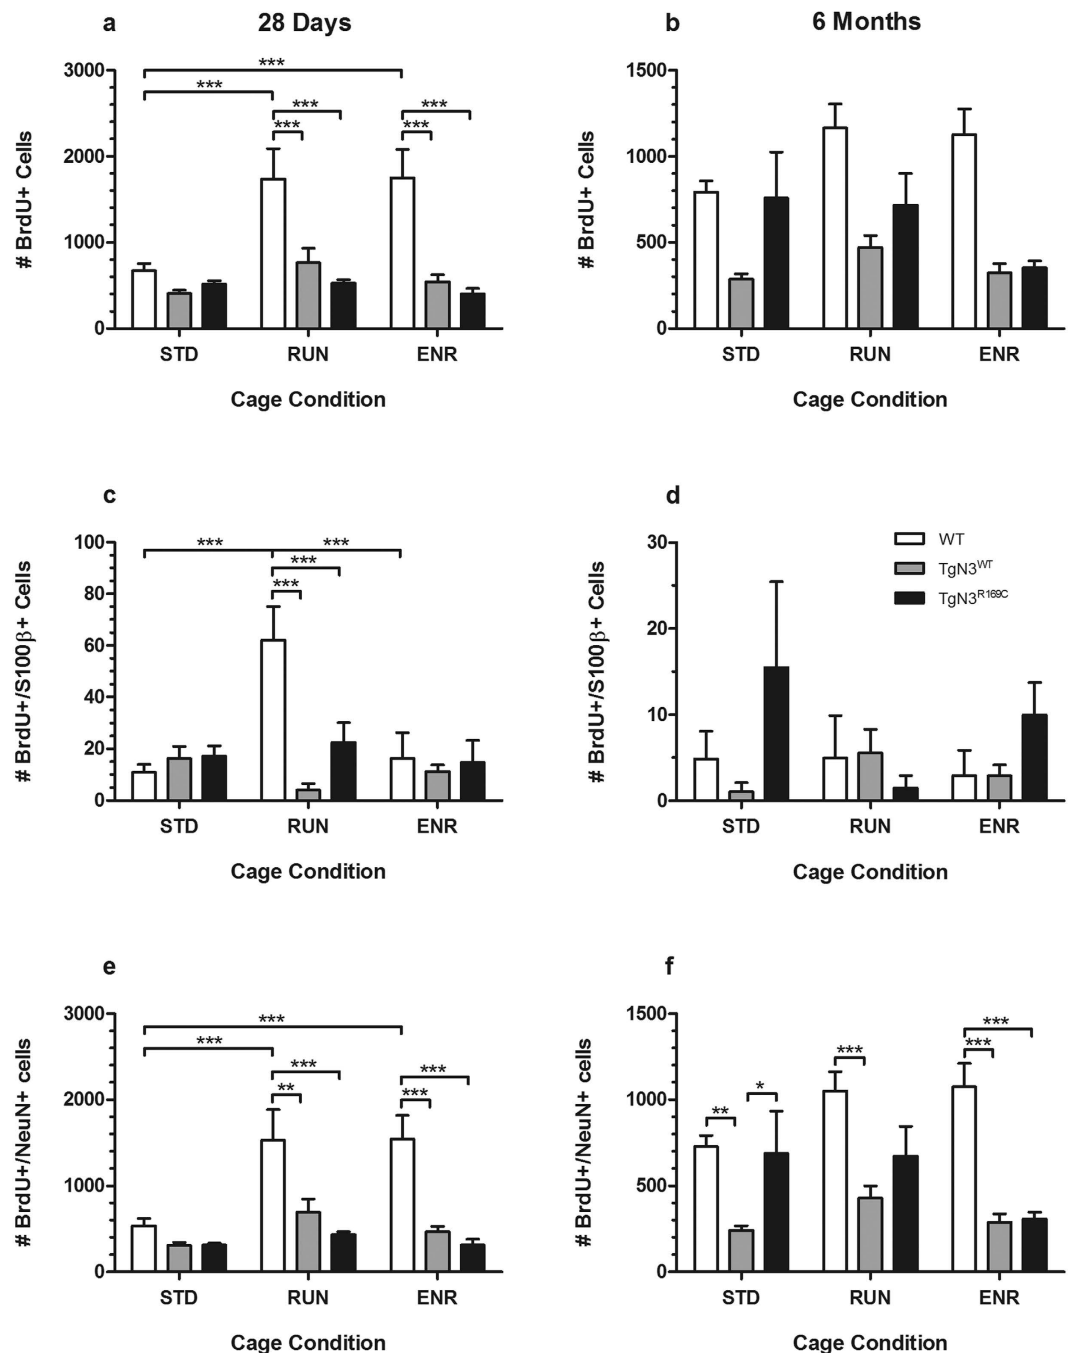 a
28 Days
b
6 Months
# BrdU+ Cells
3000
2000
1000
0
***
***
***
***
***
***
STD
RUN
ENR
Cage Condition
# BrdU+ Cells
1500
1000
500
0
STD
RUN
ENR
Cage Condition
c
# BrdU+/S100β+ Cells
100
80
60
40
20
0
***
***
***
***
STD
RUN
ENR
Cage Condition
d
# BrdU+/S100β+ Cells
30
20
10
0
WT
TgN3^WT
TgN3^R169C
STD
RUN
ENR
Cage Condition
e
# BrdU+/NeuN+ cells
3000
2000
1000
0
***
***
***
**
***
***
STD
RUN
ENR
Cage Condition
f
# BrdU+/NeuN+ cells
1500
1000
500
0
**
*
***
***
***
STD
RUN
ENR
Cage Condition